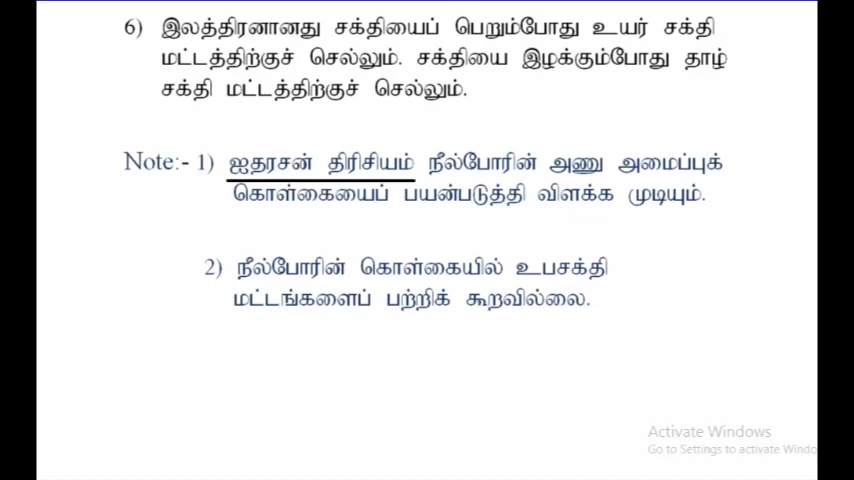 6) இலத்திரனானது சக்தியைப் பெறும்போது உயர் சக்தி
மட்டத்திற்குச் செல்லும். சக்தியை இழக்கும்போது தாழ்
சக்தி மட்டத்திற்குச் செல்லும்.
Note:- 1) ஐதரசன் திரிசியம் நீல்போரின் அணு அமைப்புக்
கொள்கையைப் பயன்படுத்தி விளக்க முடியும்.
2) நீல்போரின் கொள்கையில் உபசக்தி
மட்டங்களைப் பற்றிக் கூறவில்லை.
Activate Windows
Go to Settings to activate Windo